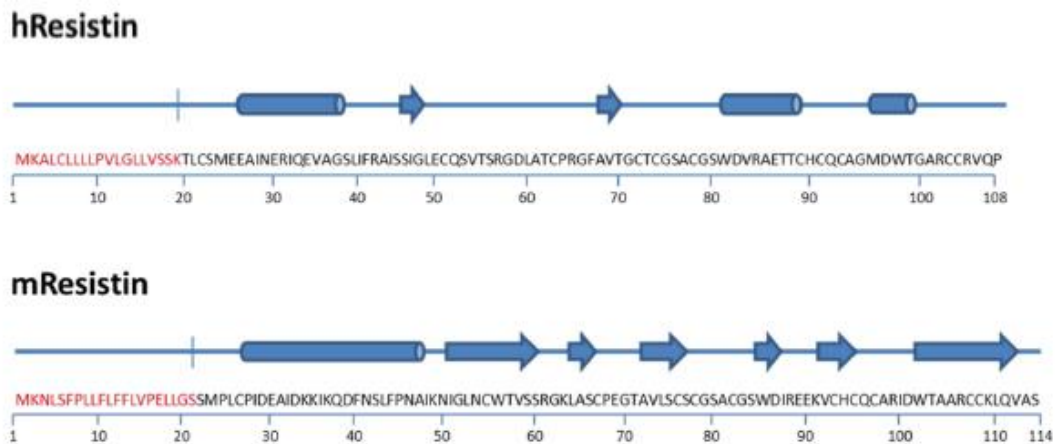 hResistin
MKALCLLLLPVLGLLVSSKTLCSMEEAINERIQEVAGSLIFRAISSIGLECQSVTSRGDLATCPRGFAVTGCTCGSACGSWDVRAETTCHCQCAGMDWTGARCCRVQP
1 10 20 30 40 50 60 70 80 90 100 108
mResistin
MKNLSFPLLFLFFLVPELLGSSMPLCPIDEAIDKKIKQDFNSLFPNAIKNIGLNCWTVSSRGKLASCPEGTAVLSCSCGSACGSWDIREEKVCHCQCARIDWTAARCCKLQVAS
1 10 20 30 40 50 60 70 80 90 100 110 114